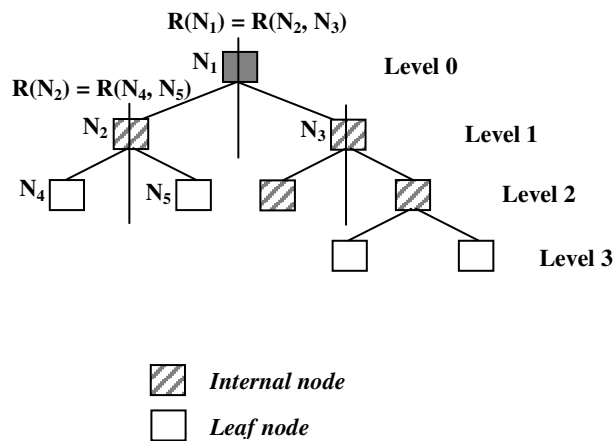 R(N1) = R(N2, N3)
N1
Level 0
R(N2) = R(N4, N5)
N2
N3
Level 1
N4
N5
Level 2
Level 3
Internal node
Leaf node